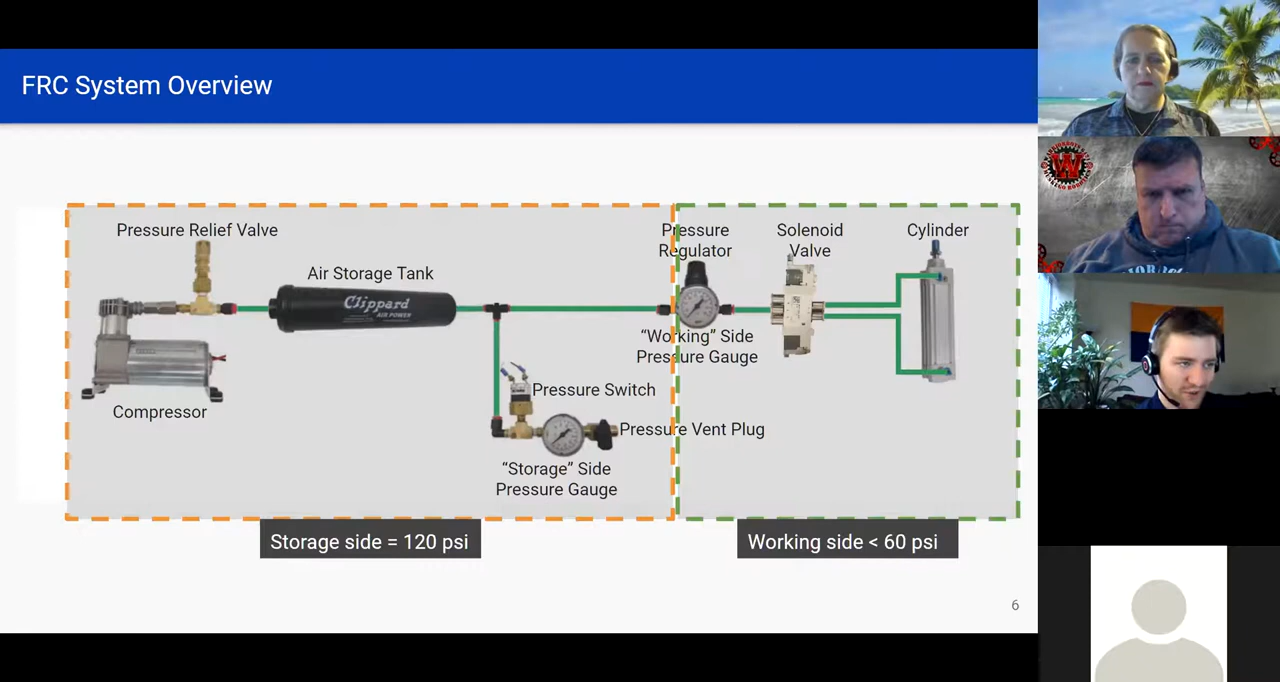 FRC System Overview
Pressure Relief Valve
Air Storage Tank
Pressure
Regulator
Solenoid
Valve
Cylinder
Clippard
AIR POWER
"Working" Side
Pressure Gauge
Pressure Switch
Compressor
Pressure Vent Plug
"Storage" Side
Pressure Gauge
Storage side = 120 psi
Working side < 60 psi
6
W